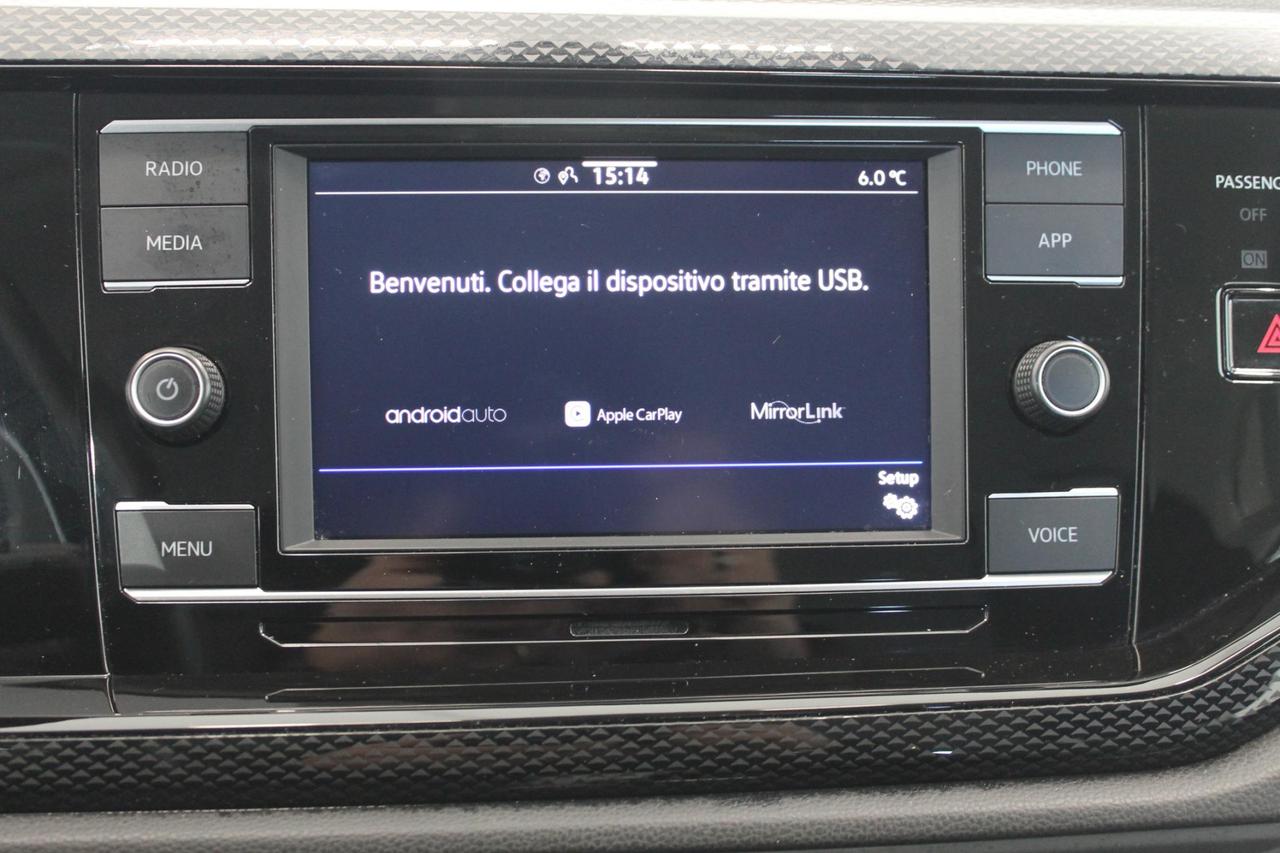 RADIO
MEDIA
MENU
15:14
6.0 °C
Benvenuti. Collega il dispositivo tramite USB.
androidauto
Apple CarPlay
MirrorLink
Setup
PHONE
APP
VOICE
OFF
ON